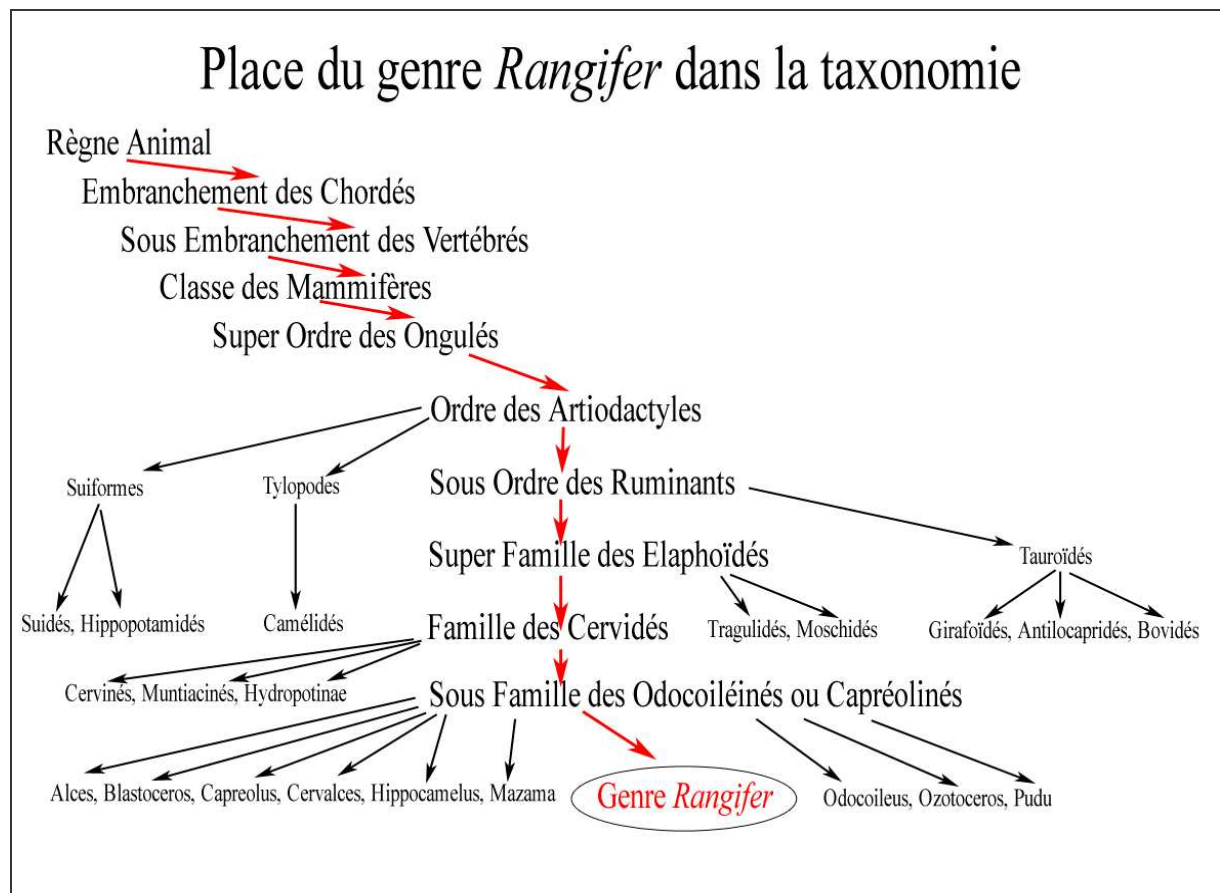 Place du genre Rangifer dans la taxonomie
Règne Animal
Embranchement des Chordés
Sous Embranchement des Vertébrés
Classe des Mammifères
Super Ordre des Ongulés
Ordre des Artiodactyles
Suiformes
Tylopodes
Sous Ordre des Ruminants
Super Famille des Elaphoïdés
Tauroïdés
Suidés, Hippopotamidés
Camélidés
Famille des Cervidés
Tragulidés, Moschidés
Girafoïdés, Antilocapridés, Bovidés
Cervinés, Muntiacinés, Hydropotinae
Sous Famille des Odocoiléinés ou Capréolinés
Alces, Blastoceros, Capreolus, Cervalces, Hippocamelus, Mazama
Genre Rangifer
Odocoileus, Ozotoceros, Pudu